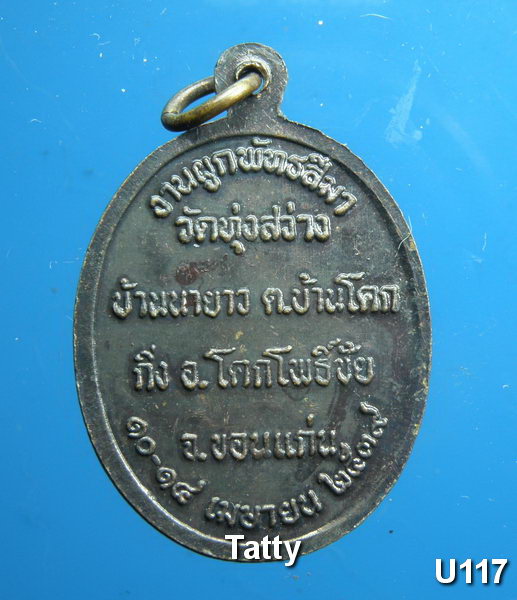 งานผูกพัทธสีมา
วัดทุ่งสว่าง
บ้านนายาว ต.บ้านโคก
กิ่ง อ.โคกโพธิ์ชัย
จ.ขอนแก่น
๑๐-๑๔ เมษายน ๒๕๓๙
Tatty
U117